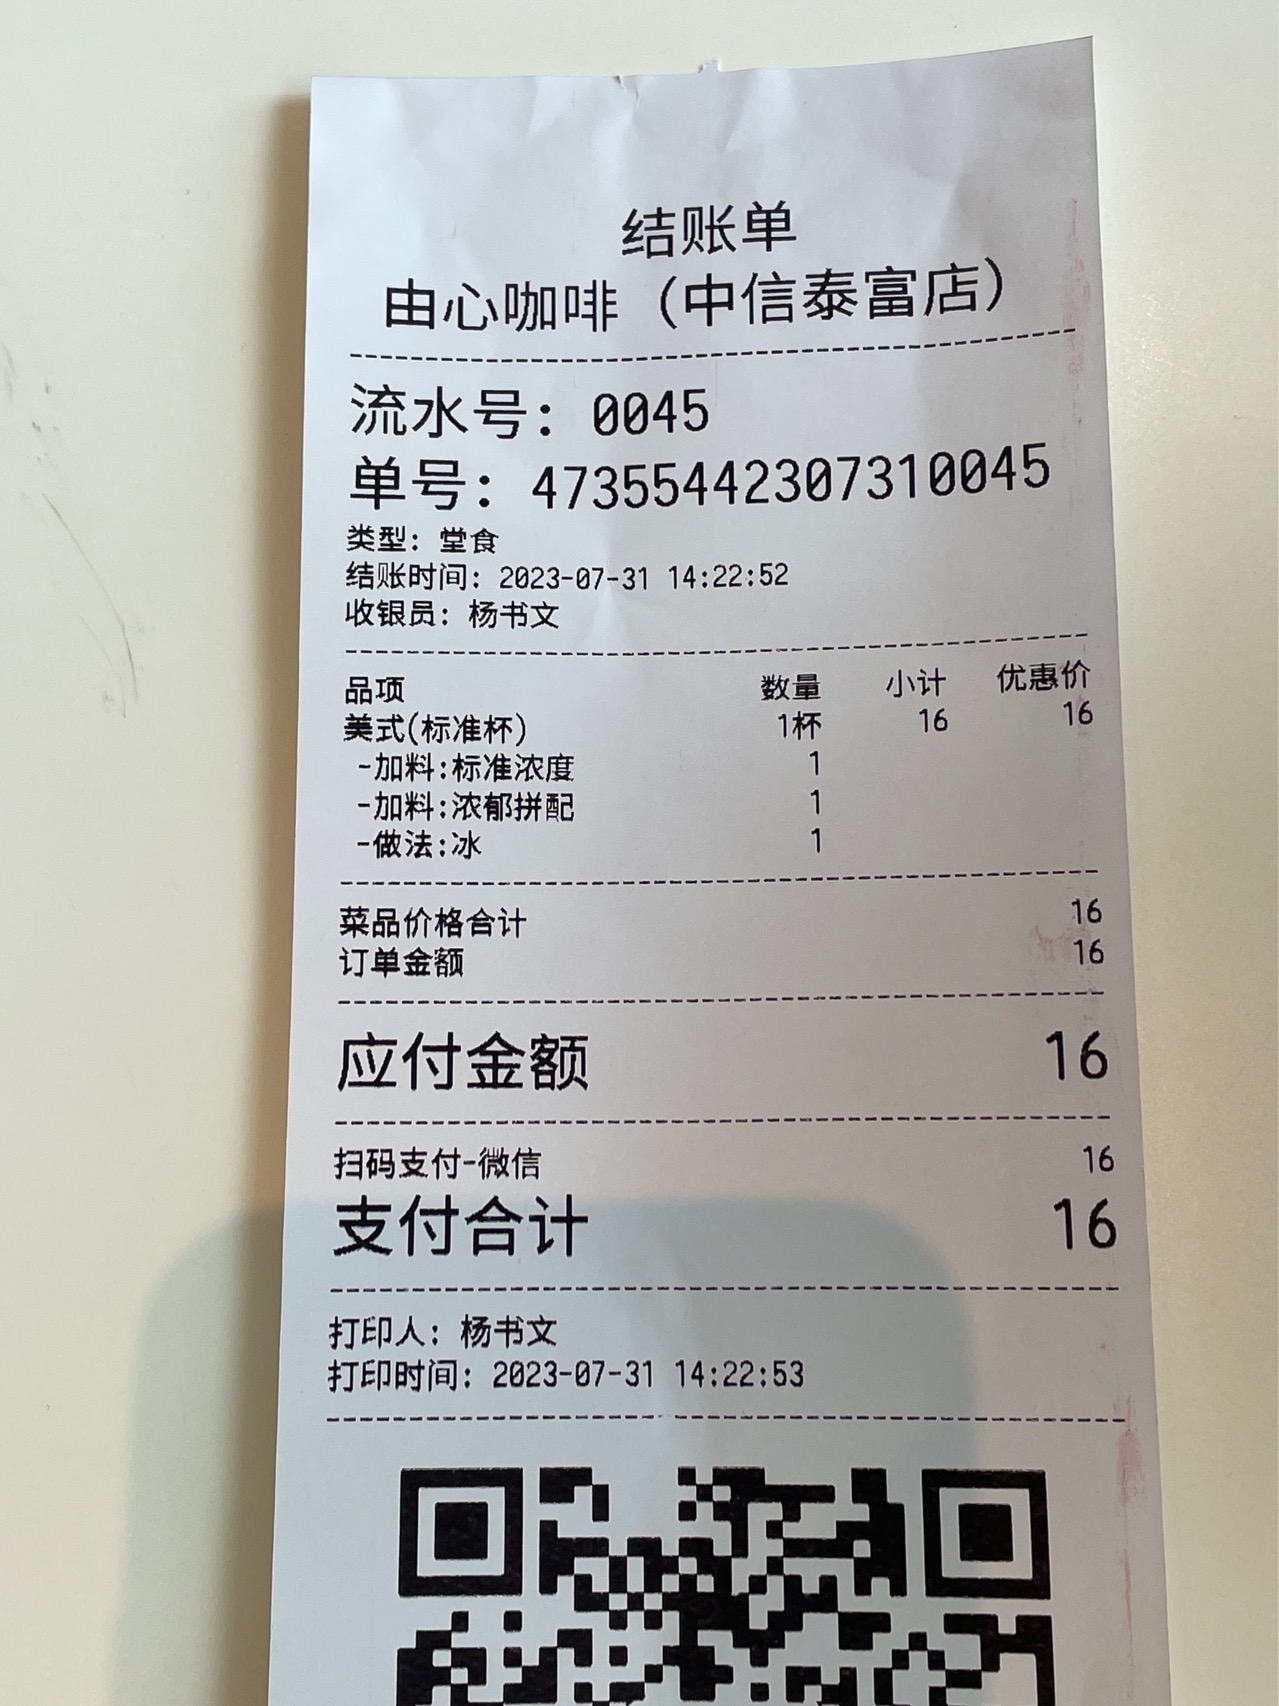 结账单
由心咖啡（中信泰富店）
流水号：0045
单号：47355442307310045
类型：堂食
结账时间：2023-07-31 14:22:52
收银员：杨书文
品项 数量 小计 优惠价
美式(标准杯) 1杯 16 16
-加料:标准浓度 1
-加料:浓郁拼配 1
-做法:冰 1
菜品价格合计 16
订单金额 16
应付金额 16
扫码支付-微信 16
支付合计 16
打印人：杨书文
打印时间：2023-07-31 14:22:53